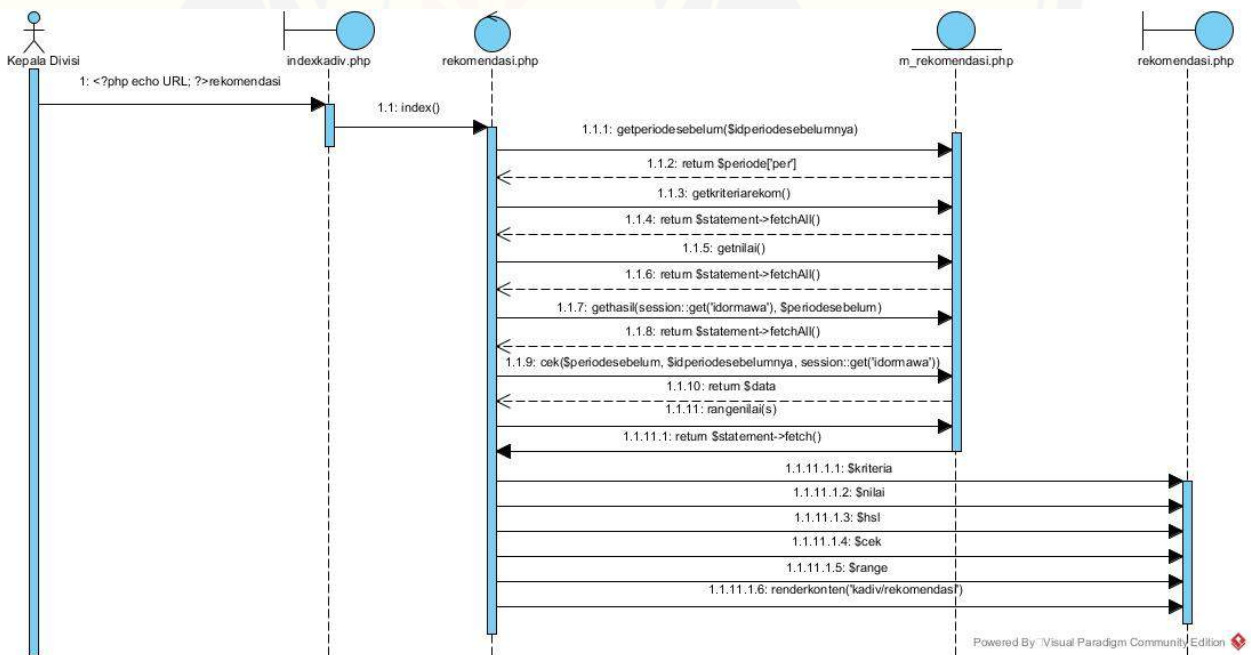 Kepala Divisi
indexkadiv.php
rekomendasi.php
m_rekomendasi.php
rekomendasi.php
1: <?php echo URL; ?>rekomendasi
1.1: index()
1.1.1: getperiodesebelum($idperiodesebelumnya)
1.1.2: return $periode['per']
1.1.3: getkriteriarekom()
1.1.4: return $statement->fetchAll()
1.1.5: getnilai()
1.1.6: return $statement->fetchAll()
1.1.7: gethasil(session::get('idormawa'), $periodesebelum)
1.1.8: return $statement->fetchAll()
1.1.9: cek($periodesebelum, $idperiodesebelumnya, session::get('idormawa'))
1.1.10: return $data
1.1.11: rangenilai(s)
1.1.11.1: return $statement->fetch()
1.1.11.1.1: $kriteria
1.1.11.1.2: $nilai
1.1.11.1.3: $hsl
1.1.11.1.4: $cek
1.1.11.1.5: $range
1.1.11.1.6: renderkonten('kadiv/rekomendasi')
Powered By Visual Paradigm Community Edition